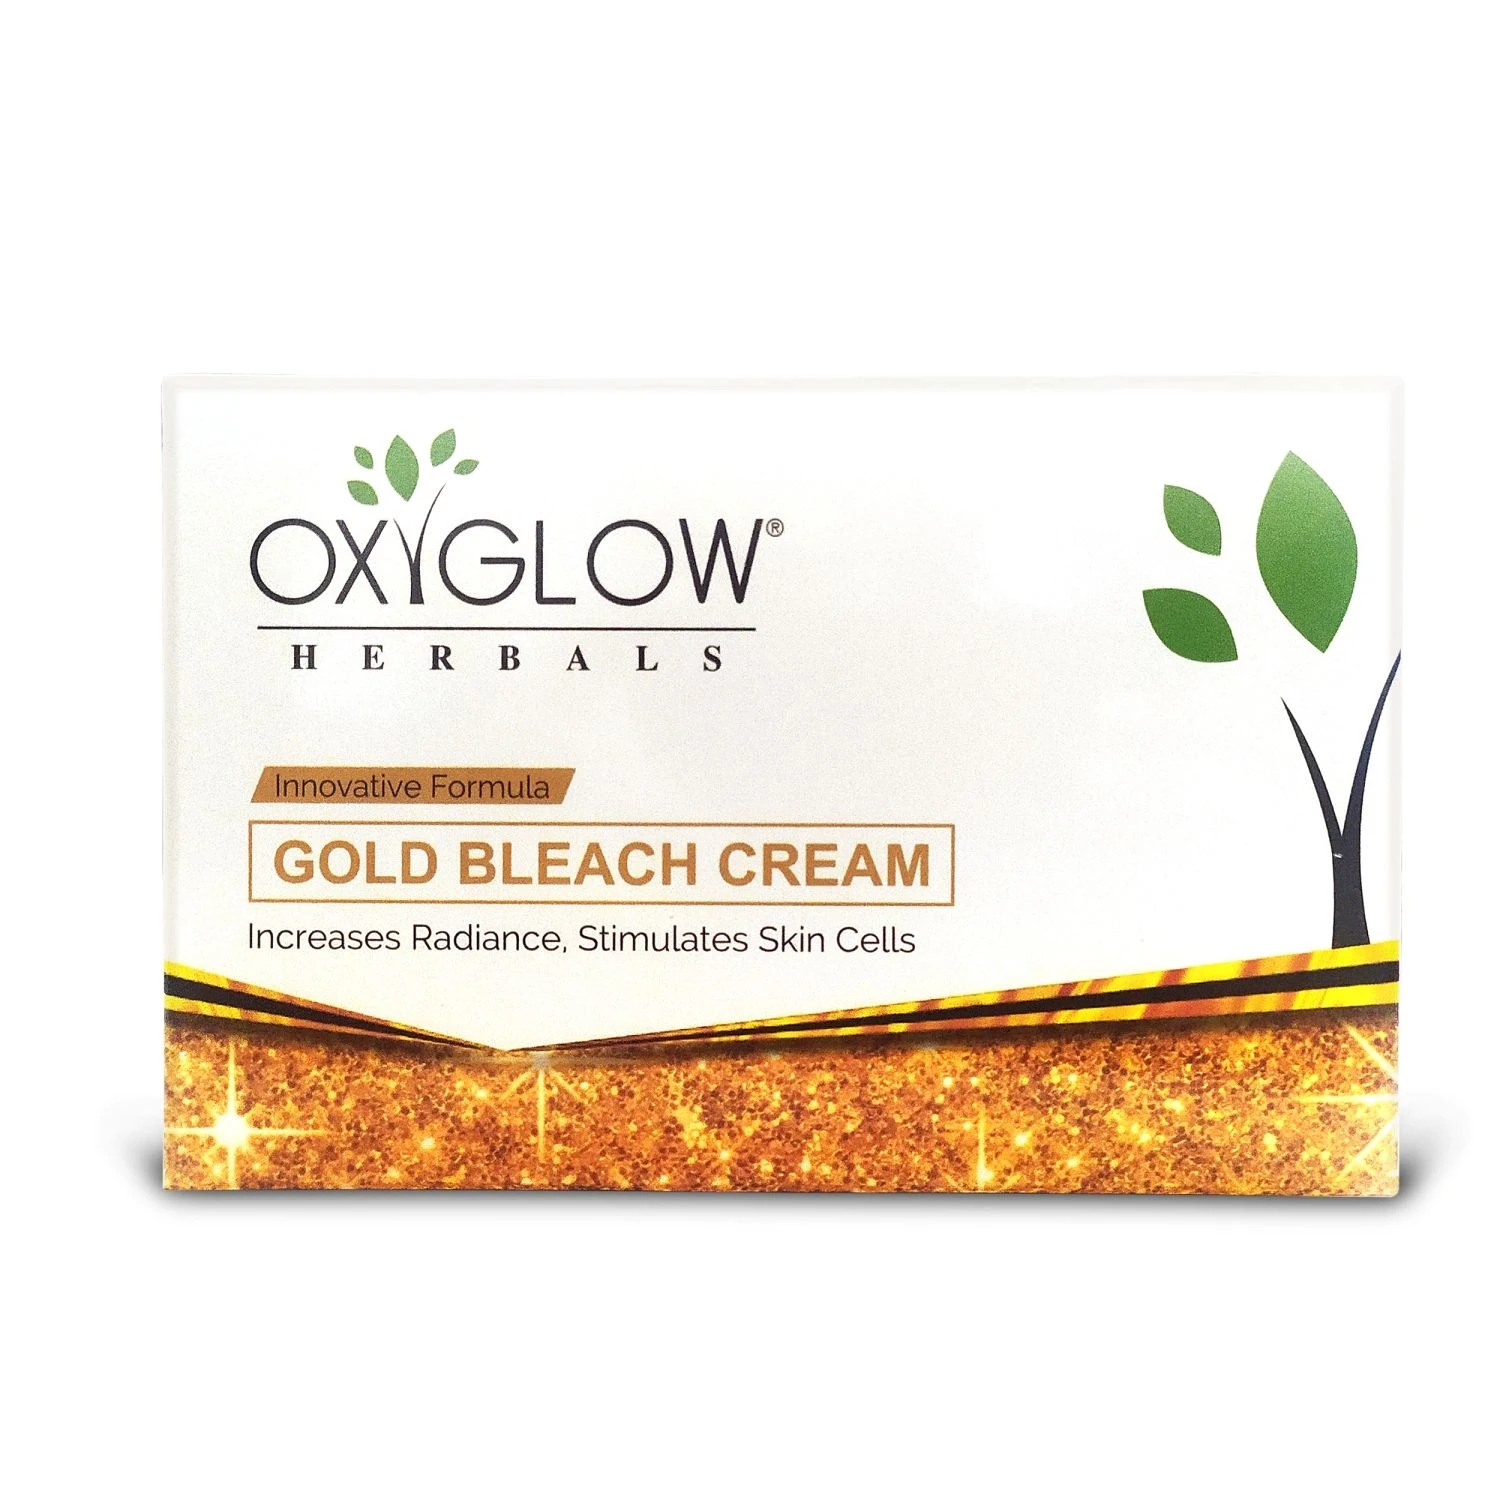 OXYGLOW®
HERBALS
Innovative Formula
GOLD BLEACH CREAM
Increases Radiance, Stimulates Skin Cells